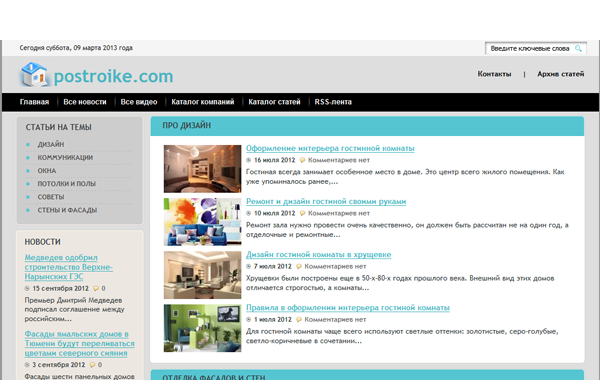 Сегодня суббота, 09 марта 2013 года
Введите ключевые слова
postroike.com
Контакты | Архив статей
Главная | Все новости | Все видео | Каталог компаний | Каталог статей | RSS-лента
СТАТЬИ НА ТЕМЫ
ДИЗАЙН
КОММУНИКАЦИИ
ОКНА
ПОТОЛКИ И ПОЛЫ
СОВЕТЫ
СТЕНЫ И ФАСАДЫ
НОВОСТИ
Медведев одобрил
строительство Верхне-
Нарынских ГЭС
15 сентября 2012 0
Премьер Дмитрий Медведев
подписал соглашение между
российским...
Фасады ямальских домов в
Тюмени будут переливаться
цветами северного сияния
3 сентября 2012 0
Фасады шести панельных домов
ПРО ДИЗАЙН
Оформление интерьера гостинной комнаты
16 июля 2012 Комментариев нет
Гостиная всегда занимает особенное место в доме. Это центр всего жилого помещения. Как
уже упоминалось ранее,...
Ремонт и дизайн гостиной своими руками
10 июля 2012 Комментариев нет
Ремонт зала нужно провести очень качественно, он должен быть рассчитан не на один год, а
отделочные и ремонтные...
Дизайн гостиной комнаты в хрущевке
7 июля 2012 Комментариев нет
Хрущевки были построены еще в 50-х-80-х годах прошлого века. Внешний вид этих домов
отличается строгостью, а комнаты...
Правила в оформлении интерьера гостиной комнаты
1 июля 2012 Комментариев нет
Для гостиной комнаты чаще всего используют светлые оттенки: золотистые, серо-голубые,
светло-коричневые в сочетании...
ОТДЕЛКА ФАСАДОВ И СТЕН